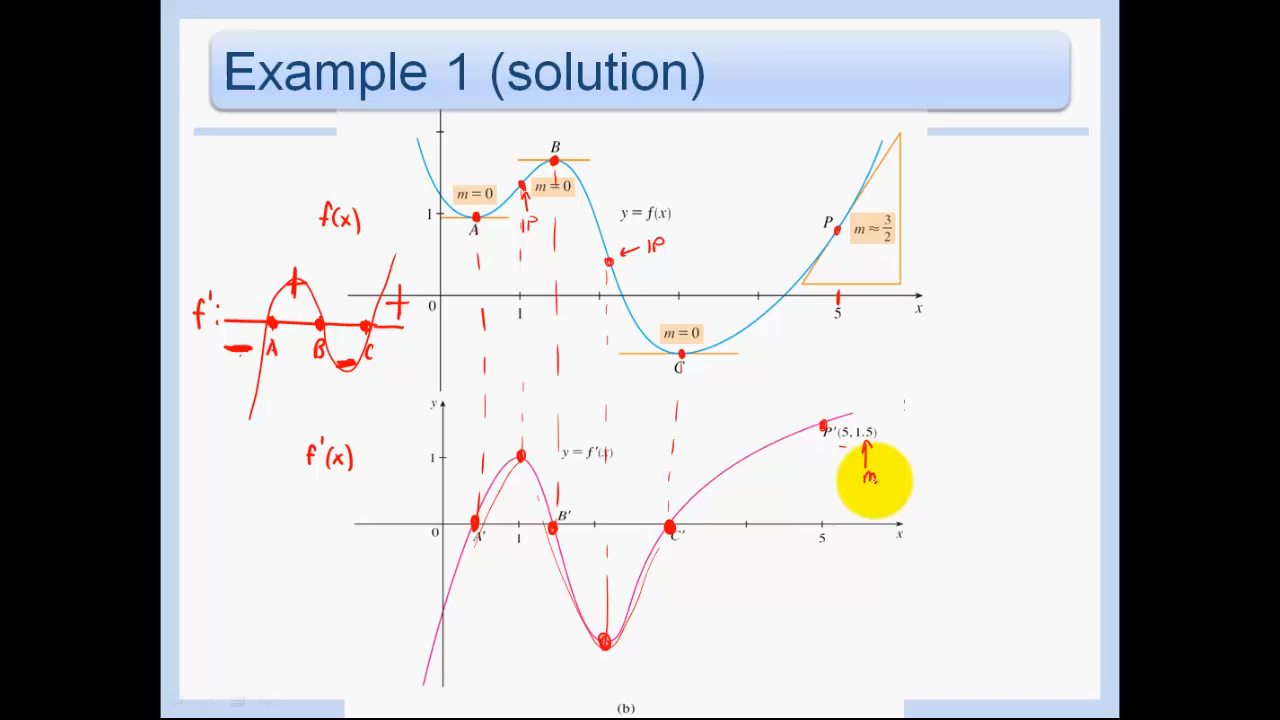 Example 1 (solution)
B
m = 0
m = 0
f(x)
1
A
IP
y = f(x)
IP
P
m ≈ 3/2
f':
+
+
−
A
B
−
C
0
1
5
x
m = 0
C
y
f'(x)
1
y = f'(x)
P'(5, 1.5)
m
0
A'
1
B'
C'
5
x
(b)